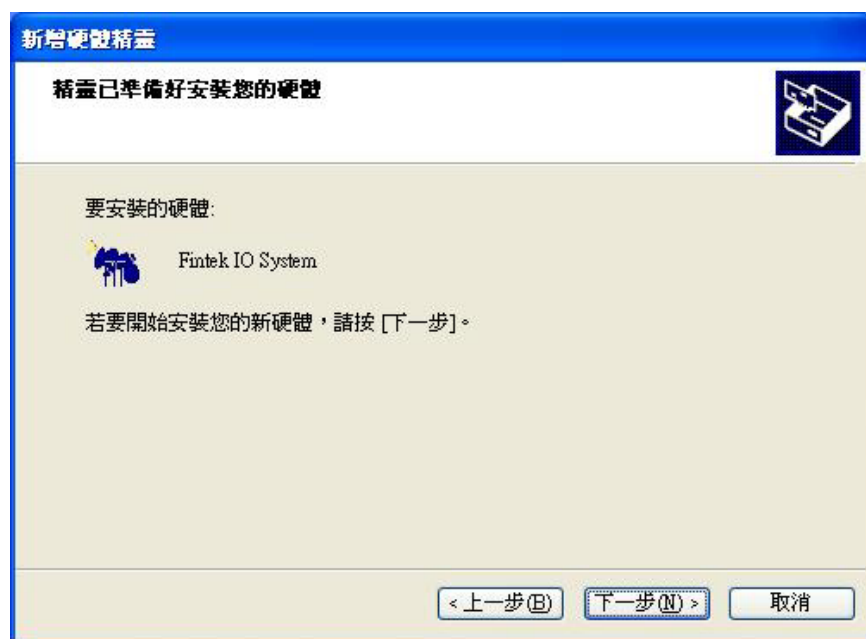 新增硬體精靈
精靈已準備好安裝您的硬體
要安裝的硬體:
Fintek IO System
若要開始安裝您的新硬體，請按 [下一步]。
< 上一步(B)
下一步(N) >
取消